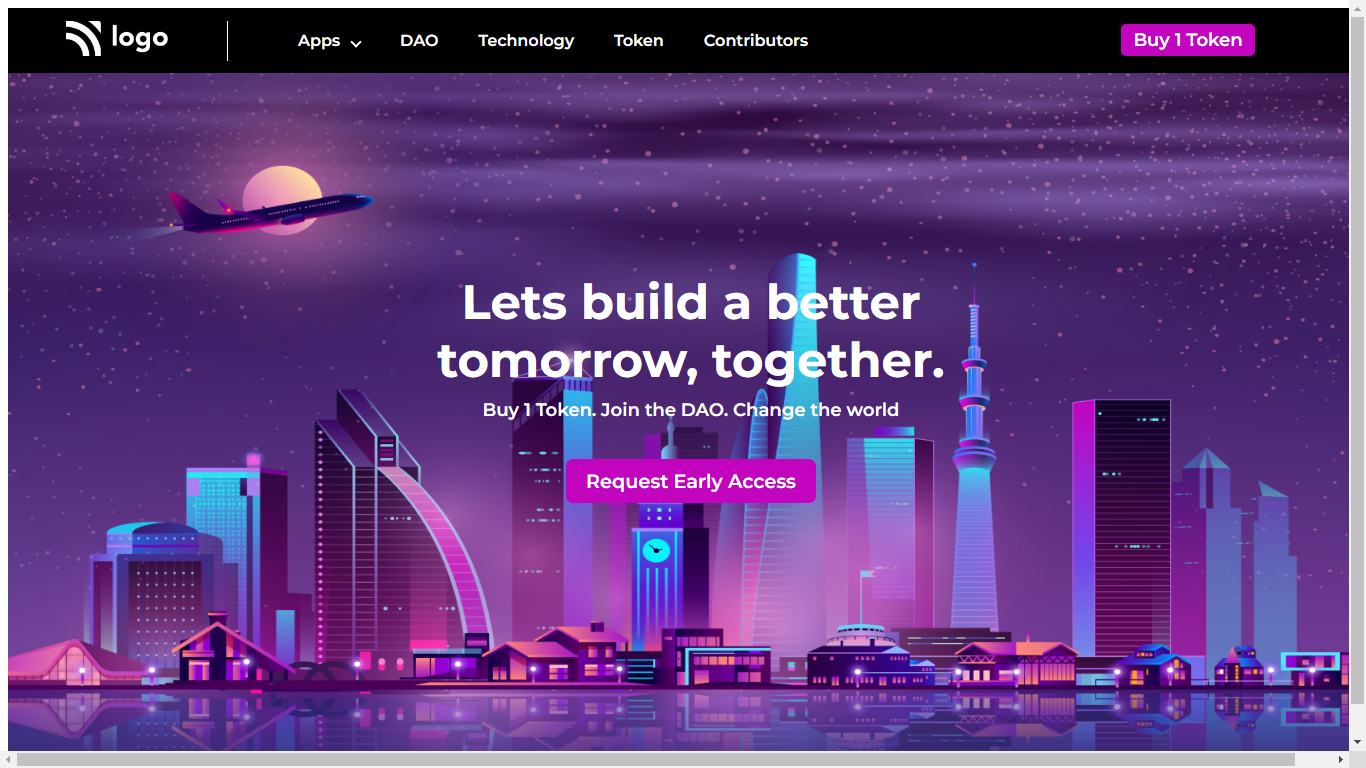 logo
Apps DAO Technology Token Contributors Buy 1 Token
Lets build a better
tomorrow, together.
Buy 1 Token. Join the DAO. Change the world
Request Early Access